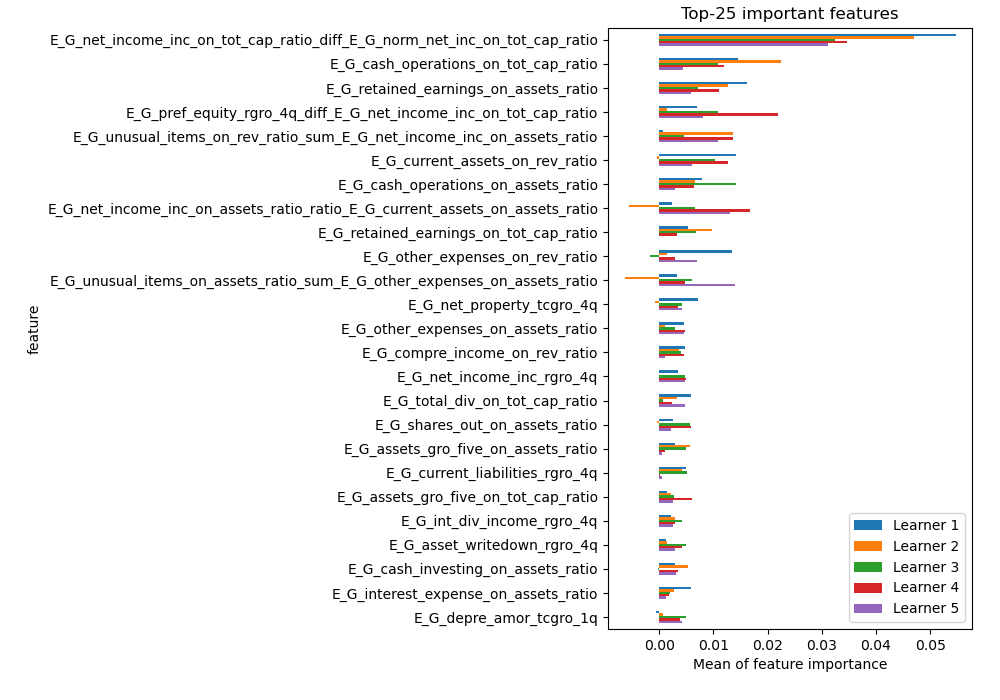 Top-25 important features
E_G_net_income_inc_on_tot_cap_ratio_diff_E_G_norm_net_inc_on_tot_cap_ratio
E_G_cash_operations_on_tot_cap_ratio
E_G_retained_earnings_on_assets_ratio
E_G_pref_equity_rgro_4q_diff_E_G_net_income_inc_on_tot_cap_ratio
E_G_unusual_items_on_rev_ratio_sum_E_G_net_income_inc_on_assets_ratio
E_G_current_assets_on_rev_ratio
E_G_cash_operations_on_assets_ratio
E_G_net_income_inc_on_assets_ratio_ratio_E_G_current_assets_on_assets_ratio
E_G_retained_earnings_on_tot_cap_ratio
E_G_other_expenses_on_rev_ratio
E_G_unusual_items_on_assets_ratio_sum_E_G_other_expenses_on_assets_ratio
E_G_net_property_tcgro_4q
E_G_other_expenses_on_assets_ratio
E_G_compre_income_on_rev_ratio
E_G_net_income_inc_rgro_4q
E_G_total_div_on_tot_cap_ratio
E_G_shares_out_on_assets_ratio
E_G_assets_gro_five_on_assets_ratio
E_G_current_liabilities_rgro_4q
E_G_assets_gro_five_on_tot_cap_ratio
E_G_int_div_income_rgro_4q
E_G_asset_writedown_rgro_4q
E_G_cash_investing_on_assets_ratio
E_G_interest_expense_on_assets_ratio
E_G_depre_amor_tcgro_1q
feature
Learner 1
Learner 2
Learner 3
Learner 4
Learner 5
0.00 0.01 0.02 0.03 0.04 0.05
Mean of feature importance